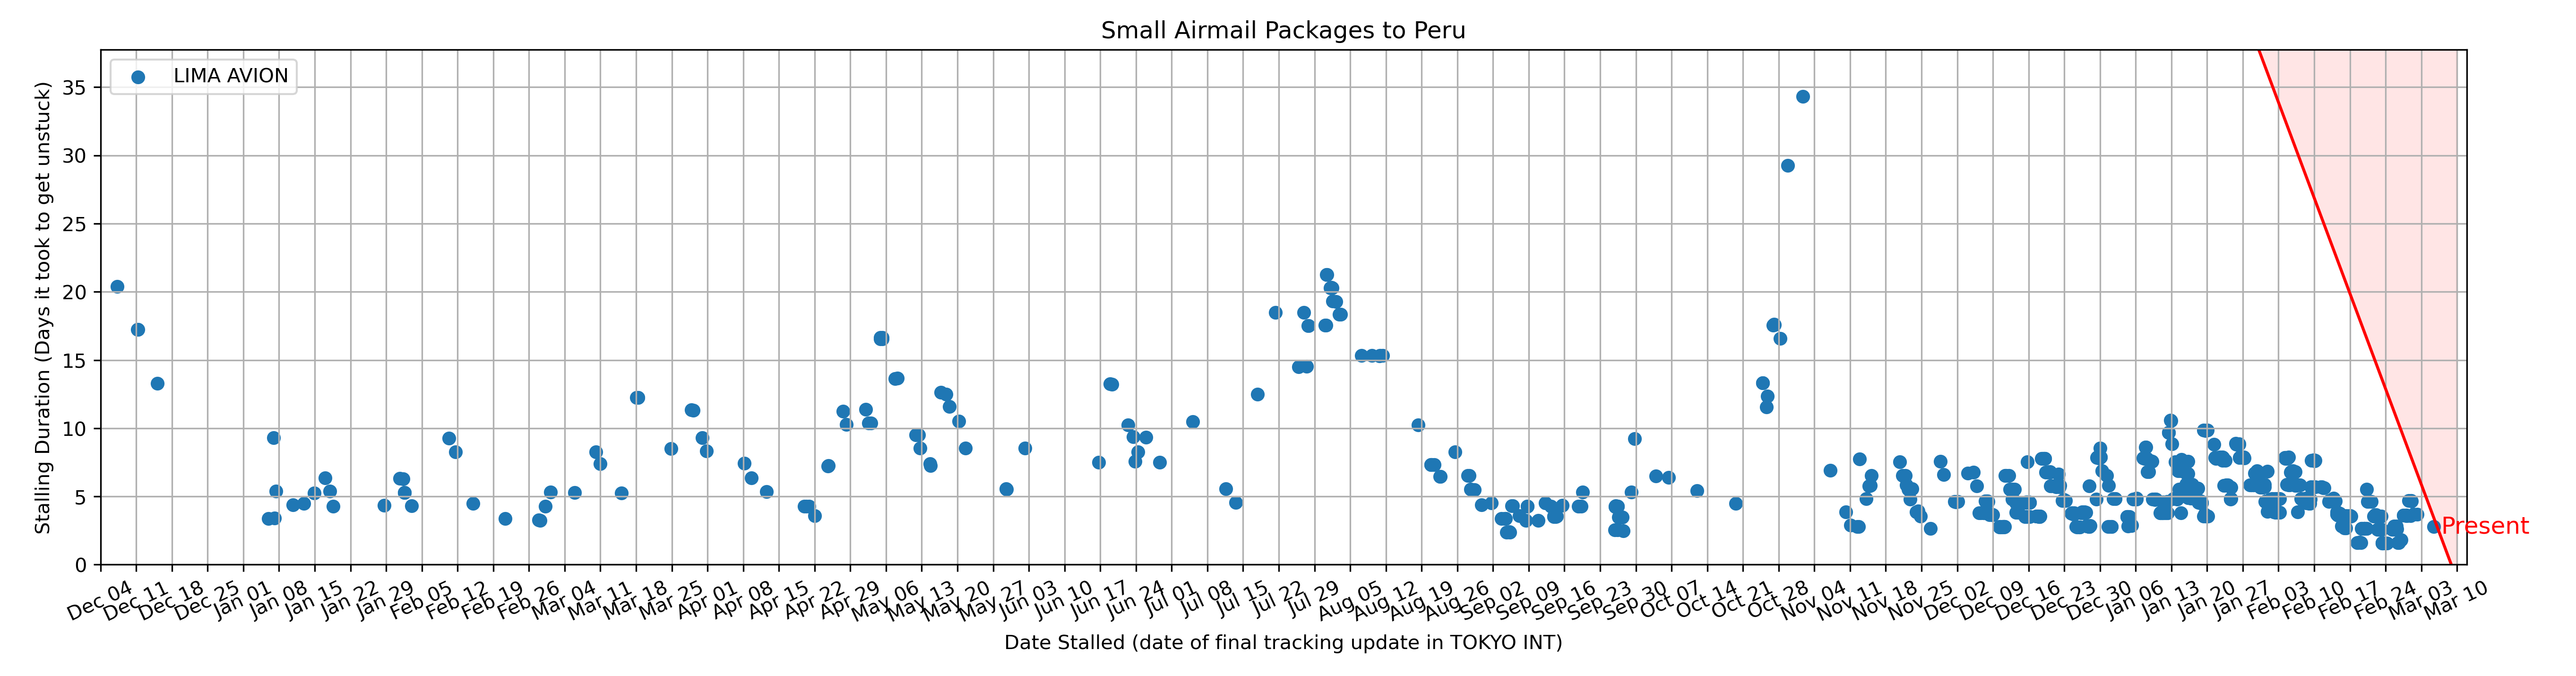 Small Airmail Packages to Peru
LIMA AVION
Stalling Duration (Days it took to get unstuck)
35
30
25
20
15
10
5
0
Present
Dec 04
Dec 11
Dec 18
Dec 25
Jan 01
Jan 08
Jan 15
Jan 22
Jan 29
Feb 05
Feb 12
Feb 19
Feb 26
Mar 04
Mar 11
Mar 18
Mar 25
Apr 01
Apr 08
Apr 15
Apr 22
Apr 29
May 06
May 13
May 20
May 27
Jun 03
Jun 10
Jun 17
Jun 24
Jul 01
Jul 08
Jul 15
Jul 22
Jul 29
Aug 05
Aug 12
Aug 19
Aug 26
Sep 02
Sep 09
Sep 16
Sep 23
Sep 30
Oct 07
Oct 14
Oct 21
Oct 28
Nov 04
Nov 11
Nov 18
Nov 25
Dec 02
Dec 09
Dec 16
Dec 23
Dec 30
Jan 06
Jan 13
Jan 20
Jan 27
Feb 03
Feb 10
Feb 17
Feb 24
Mar 03
Mar 10
Date Stalled (date of final tracking update in TOKYO INT)